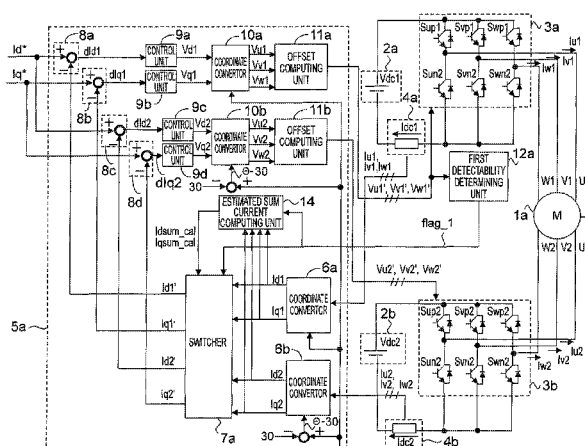 Id*
Iq*
8a
dId1
dIq1
8b
9a
CONTROL UNIT
Vd1
CONTROL UNIT
Vq1
9b
10a
COORDINATE CONVERTOR
Vu1
Vv1
Vw1
11a
OFFSET COMPUTING UNIT
8c
dId2
8d
dIq2
9c
CONTROL UNIT
Vd2
CONTROL UNIT
Vq2
9d
10b
COORDINATE CONVERTOR
Vu2
Vv2
Vw2
11b
OFFSET COMPUTING UNIT
30
Θ-30
ESTIMATED SUM CURRENT COMPUTING UNIT
14
Idsum_cal
Iqsum_cal
flag_1
5a
SWITCHER
7a
Id1'
Iq1'
Id2'
Iq2'
Id1
Iq1
Id2
Iq2
6a
COORDINATE CONVERTOR
6b
COORDINATE CONVERTOR
Θ-30
30
2a
Vdc1
4a
Idc1
Iu1,
Iv1,Iw1
Vu1', Vv1', Vw1'
12a
FIRST DETECTABILITY DETERMINING UNIT
3a
Sup1
Svp1
Swp1
Sun1
Svn1
Swn1
iu1
iv1
iw1
W1
V1
U1
1a
M
W2
V2
U2
Vu2', Vv2', Vw2'
2b
Vdc2
Iu2,
Iv2,
Iw2
4b
Idc2
3b
Sup2
Svp2
Swp2
Sun2
Svn2
Swn2
iu2
iv2
iw2